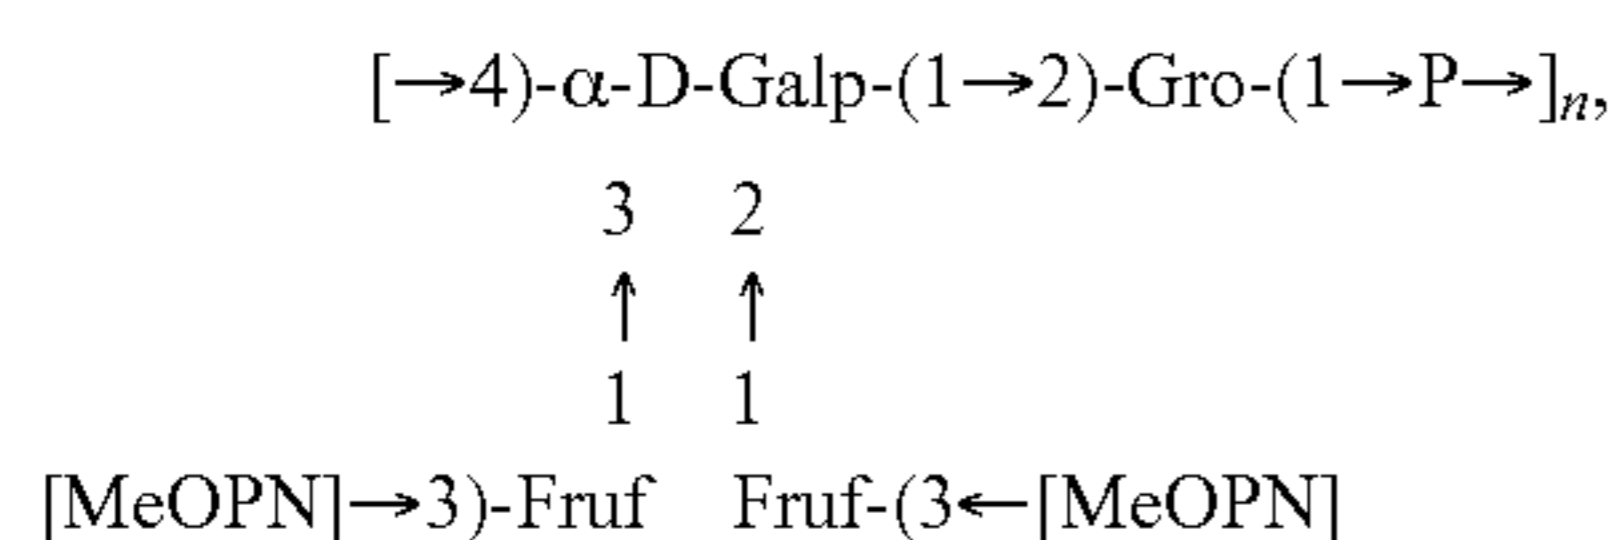 [→4)-α-D-Galp-(1→2)-Gro-(1→P→]n,
3 2
↑ ↑
1 1
[MeOPN]→3)-Fruf Fruf-(3←[MeOPN]